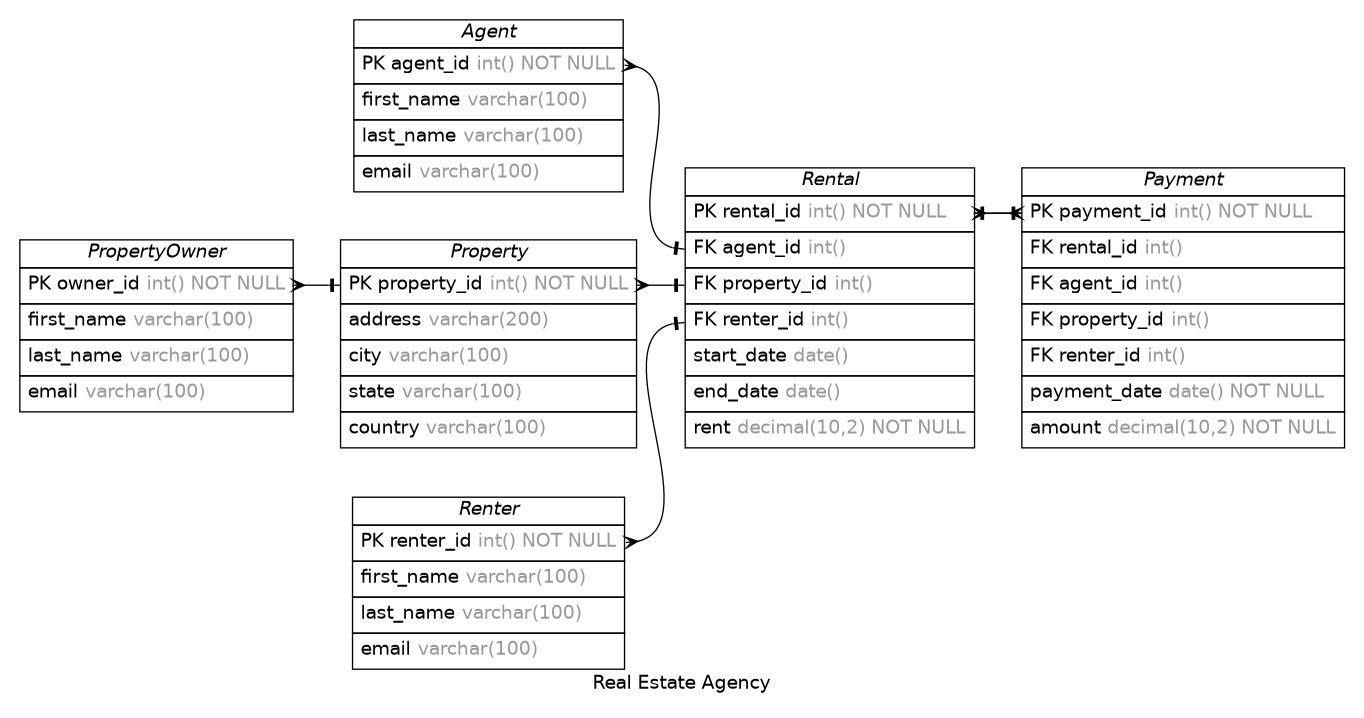 Agent
PK agent_id int() NOT NULL
first_name varchar(100)
last_name varchar(100)
email varchar(100)
PropertyOwner
PK owner_id int() NOT NULL
first_name varchar(100)
last_name varchar(100)
email varchar(100)
Property
PK property_id int() NOT NULL
address varchar(200)
city varchar(100)
state varchar(100)
country varchar(100)
Rental
PK rental_id int() NOT NULL
FK agent_id int()
FK property_id int()
FK renter_id int()
start_date date()
end_date date()
rent decimal(10,2) NOT NULL
Payment
PK payment_id int() NOT NULL
FK rental_id int()
FK agent_id int()
FK property_id int()
FK renter_id int()
payment_date date() NOT NULL
amount decimal(10,2) NOT NULL
Renter
PK renter_id int() NOT NULL
first_name varchar(100)
last_name varchar(100)
email varchar(100)
Real Estate Agency